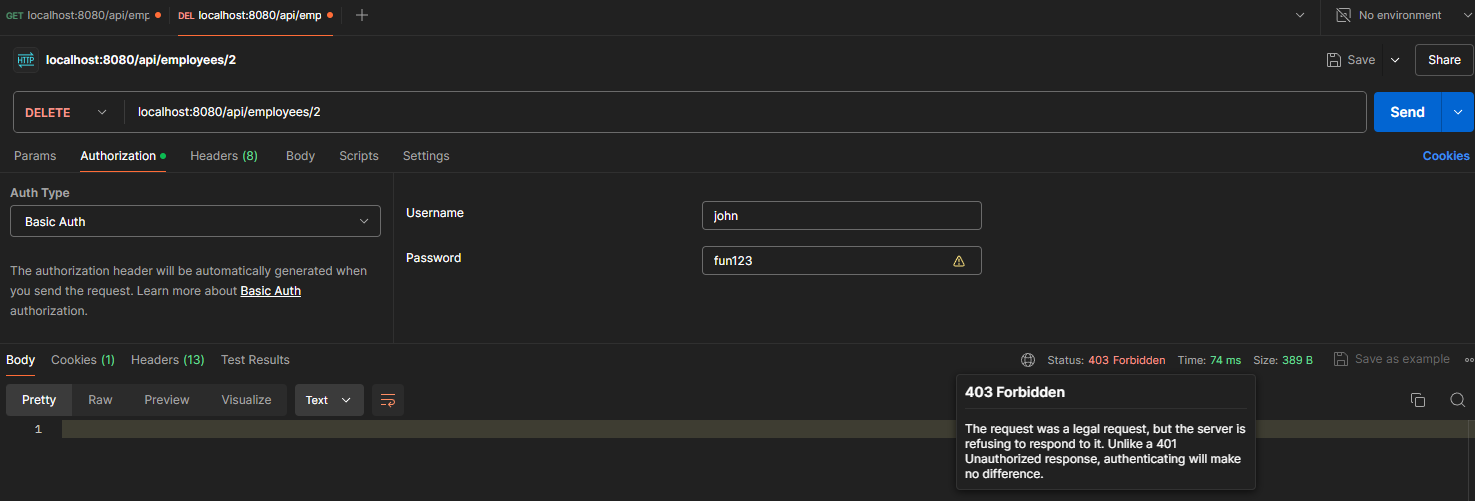 GET localhost:8080/api/emp
DEL localhost:8080/api/emp
No environment
HTTP localhost:8080/api/employees/2
Save
Share
DELETE
localhost:8080/api/employees/2
Send
Params
Authorization
Headers (8)
Body
Scripts
Settings
Cookies
Auth Type
Basic Auth
The authorization header will be automatically generated when
you send the request. Learn more about Basic Auth
authorization.
Username
john
Password
fun123
Body
Cookies (1)
Headers (13)
Test Results
Status: 403 Forbidden
Time: 74 ms
Size: 389 B
Save as example
Pretty
Raw
Preview
Visualize
Text
1
403 Forbidden
The request was a legal request, but the server is
refusing to respond to it. Unlike a 401
Unauthorized response, authenticating will make
no difference.